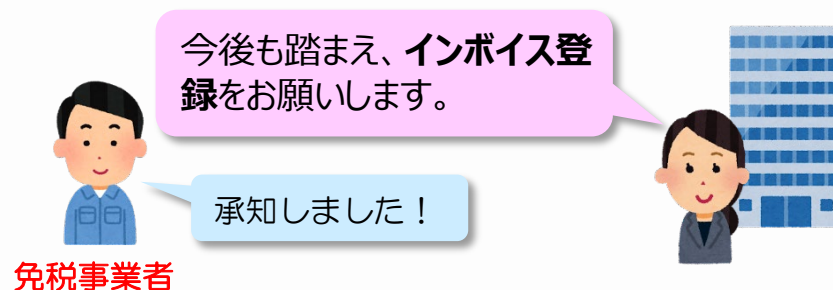 今後も踏まえ、インボイス登
録をお願いします。
承知しました！
免税事業者